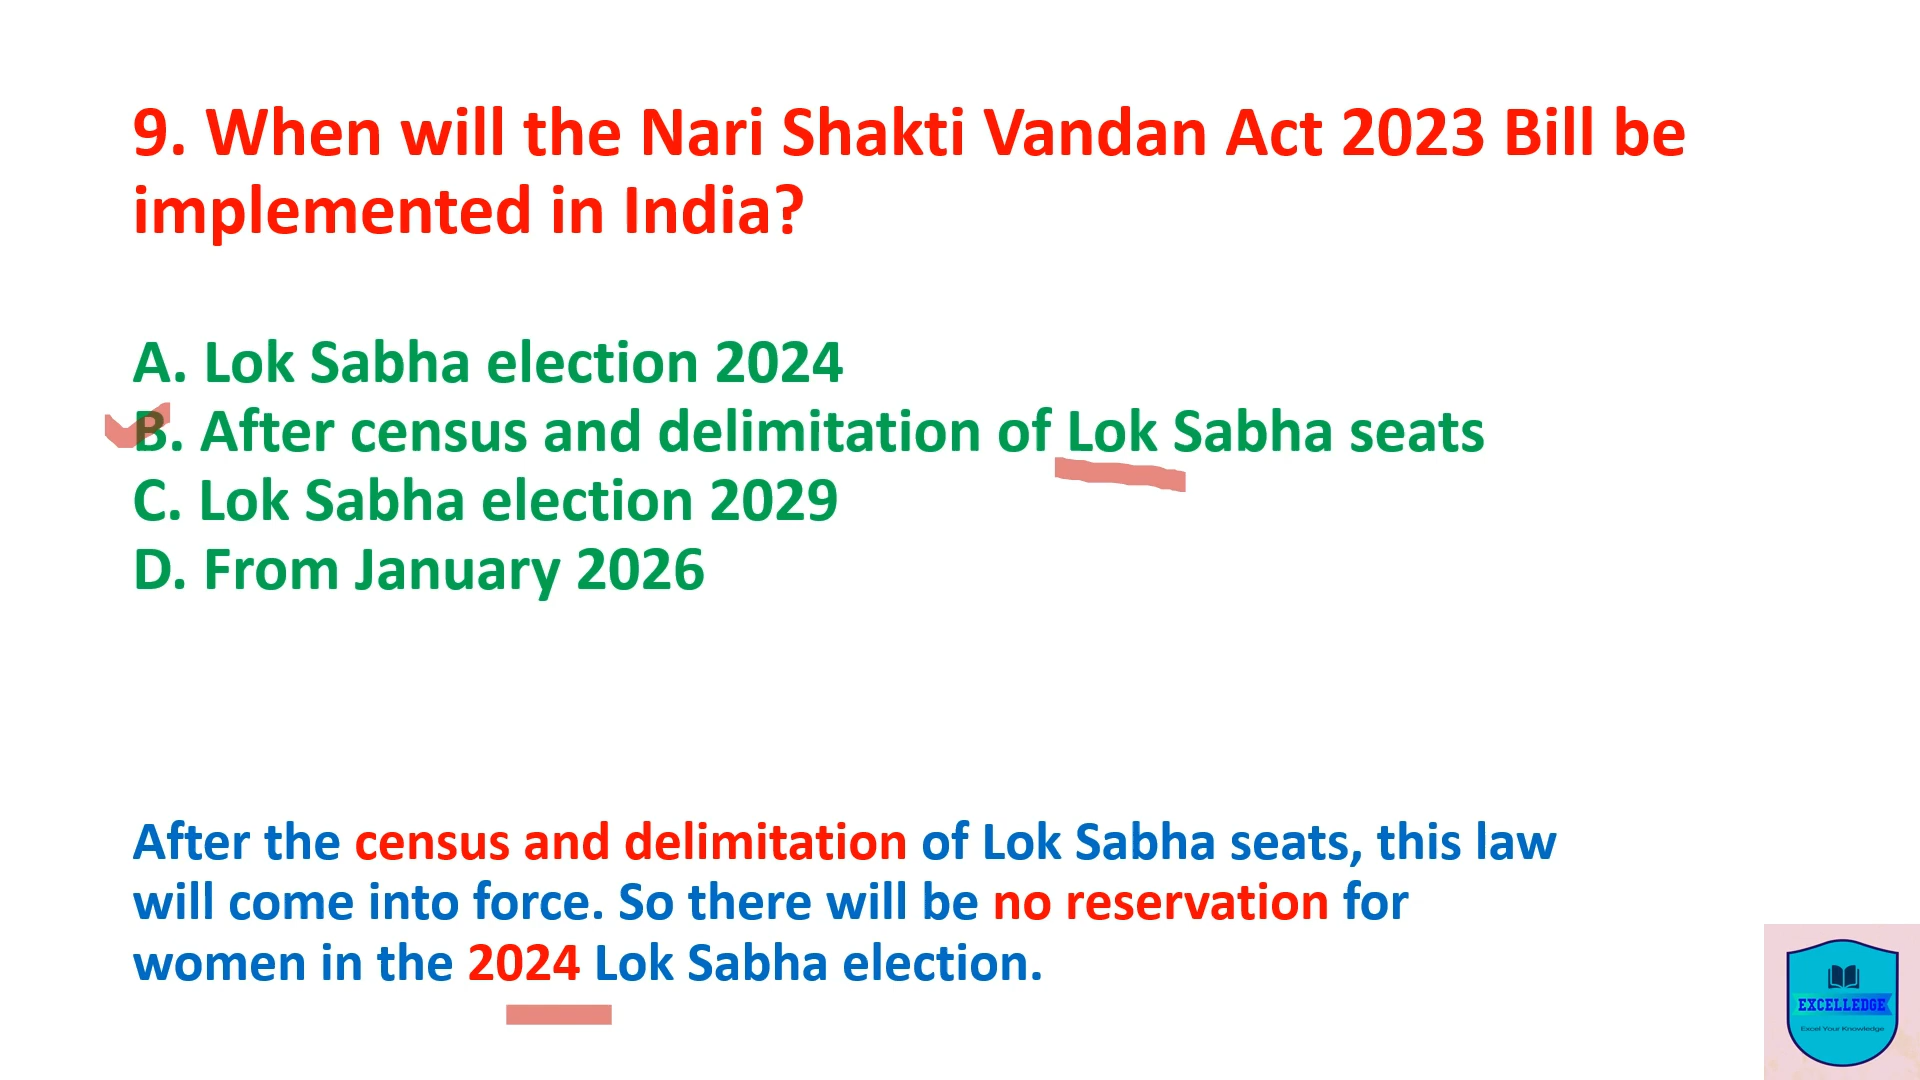 9. When will the Nari Shakti Vandan Act 2023 Bill be
implemented in India?
A. Lok Sabha election 2024
B. After census and delimitation of Lok Sabha seats
C. Lok Sabha election 2029
D. From January 2026
After the census and delimitation of Lok Sabha seats, this law
will come into force. So there will be no reservation for
women in the 2024 Lok Sabha election.
EXCELLEDGE
Excel Your Knowledge